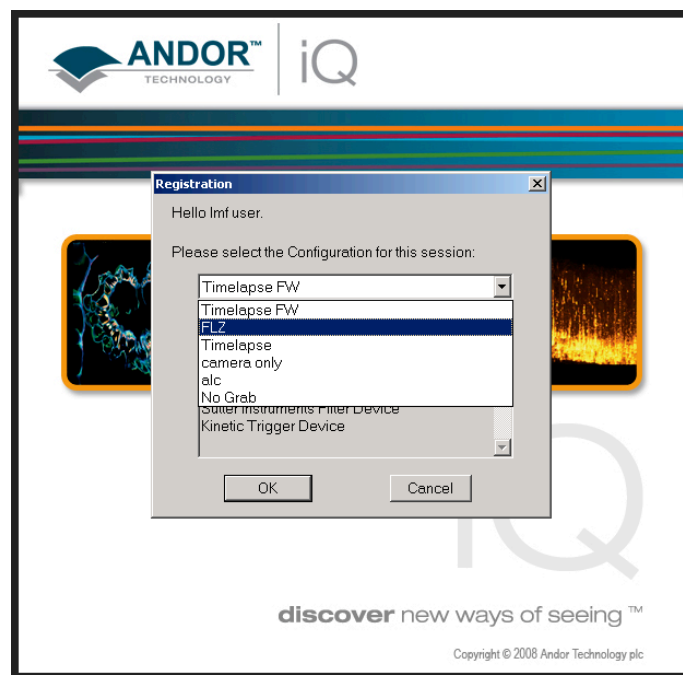 ANDOR™
TECHNOLOGY
iQ
Registration
Hello lmf user.
Please select the Configuration for this session:
Timelapse FW
Timelapse FW
FLZ
Timelapse
camera only
alc
No Grab
Sutter Instruments Filter Device
Kinetic Trigger Device
OK
Cancel
iQ
discover new ways of seeing ™
Copyright © 2008 Andor Technology plc